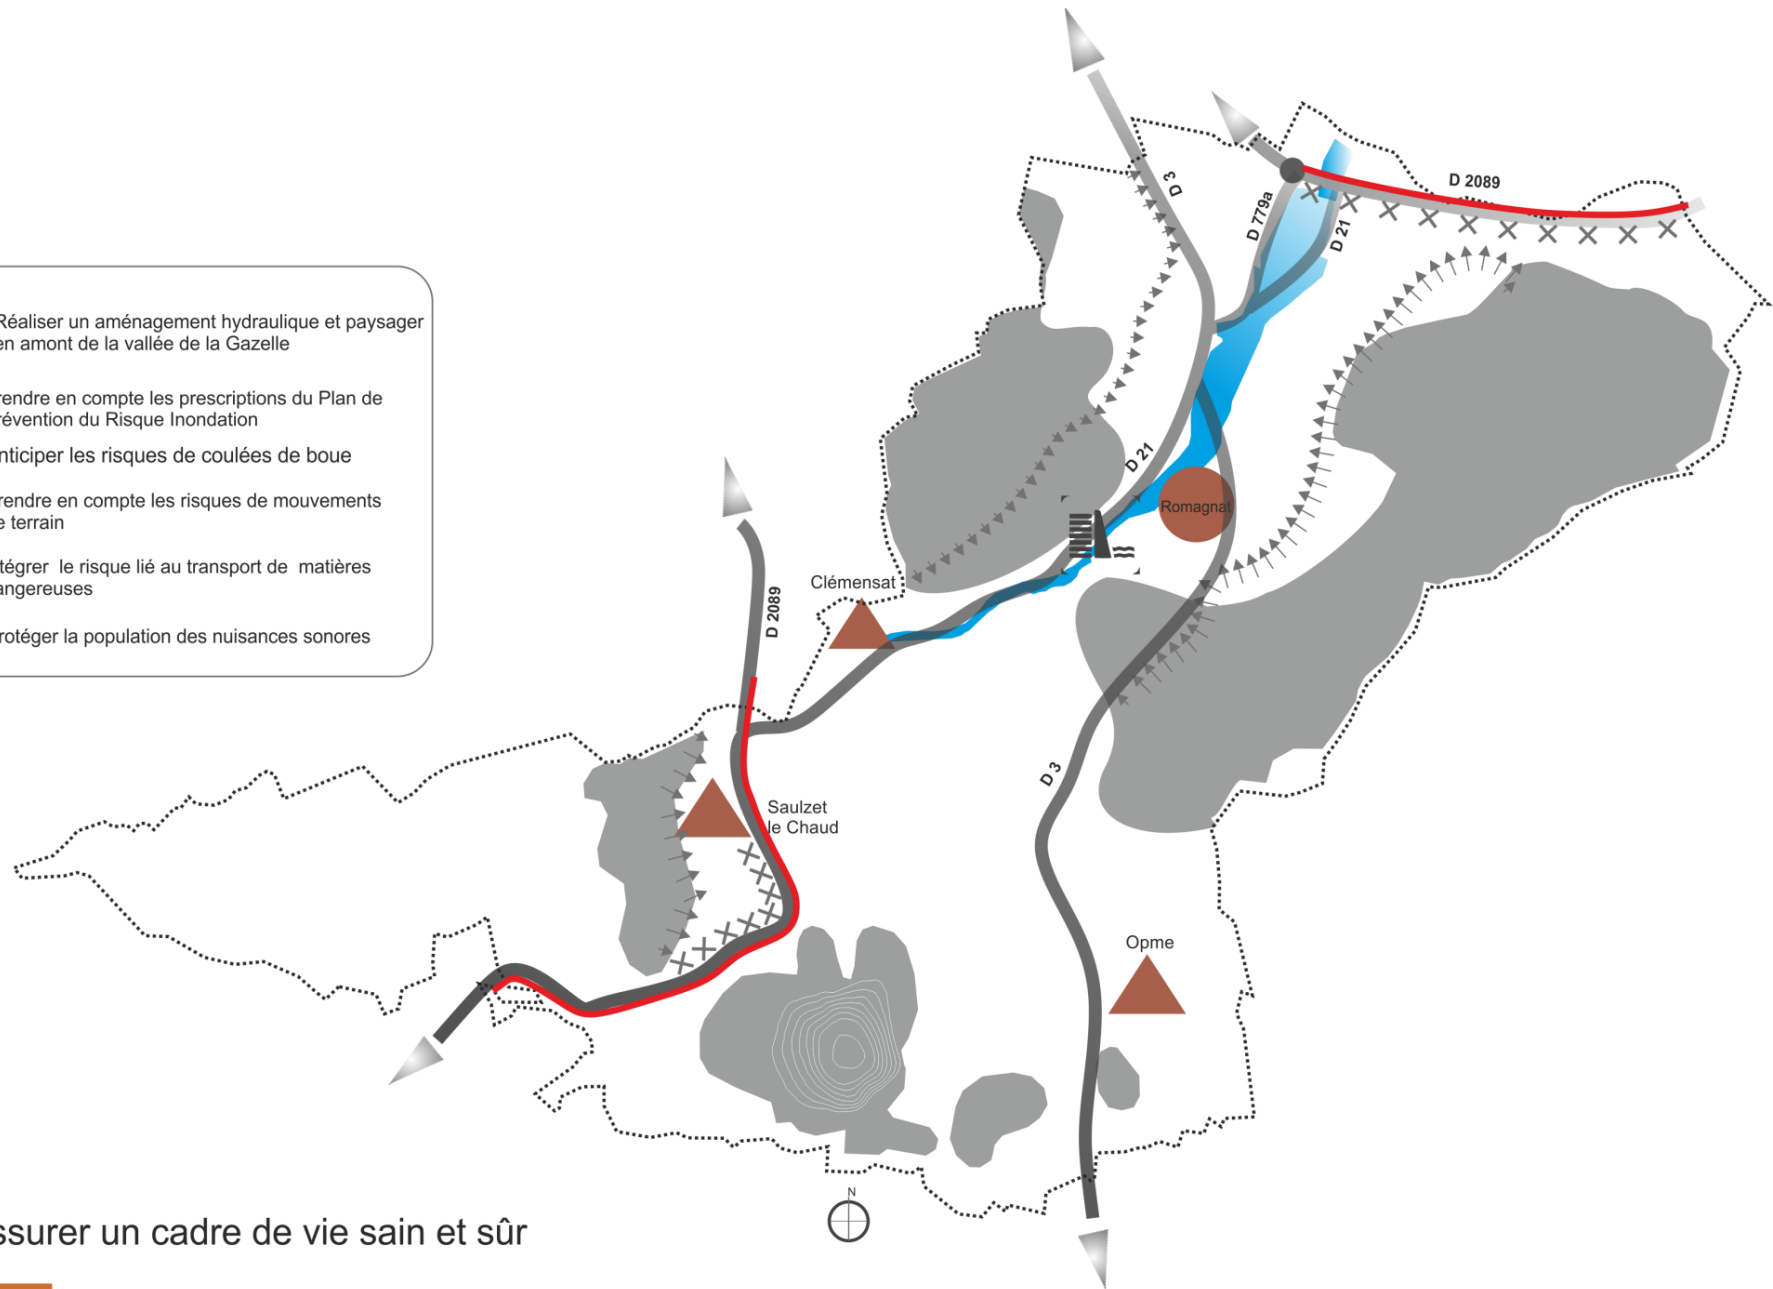 Réaliser un aménagement hydraulique et paysager
en amont de la vallée de la Gazelle
rendre en compte les prescriptions du Plan de
révention du Risque Inondation
nticiper les risques de coulées de boue
rendre en compte les risques de mouvements
e terrain
tégrer le risque lié au transport de matières
angereuses
rotéger la population des nuisances sonores
D 3
D 779a
D 21
D 2089
D 21
Romagnat
Clémensat
D 2089
Saulzet
le Chaud
D 3
Opme
N
ssurer un cadre de vie sain et sûr